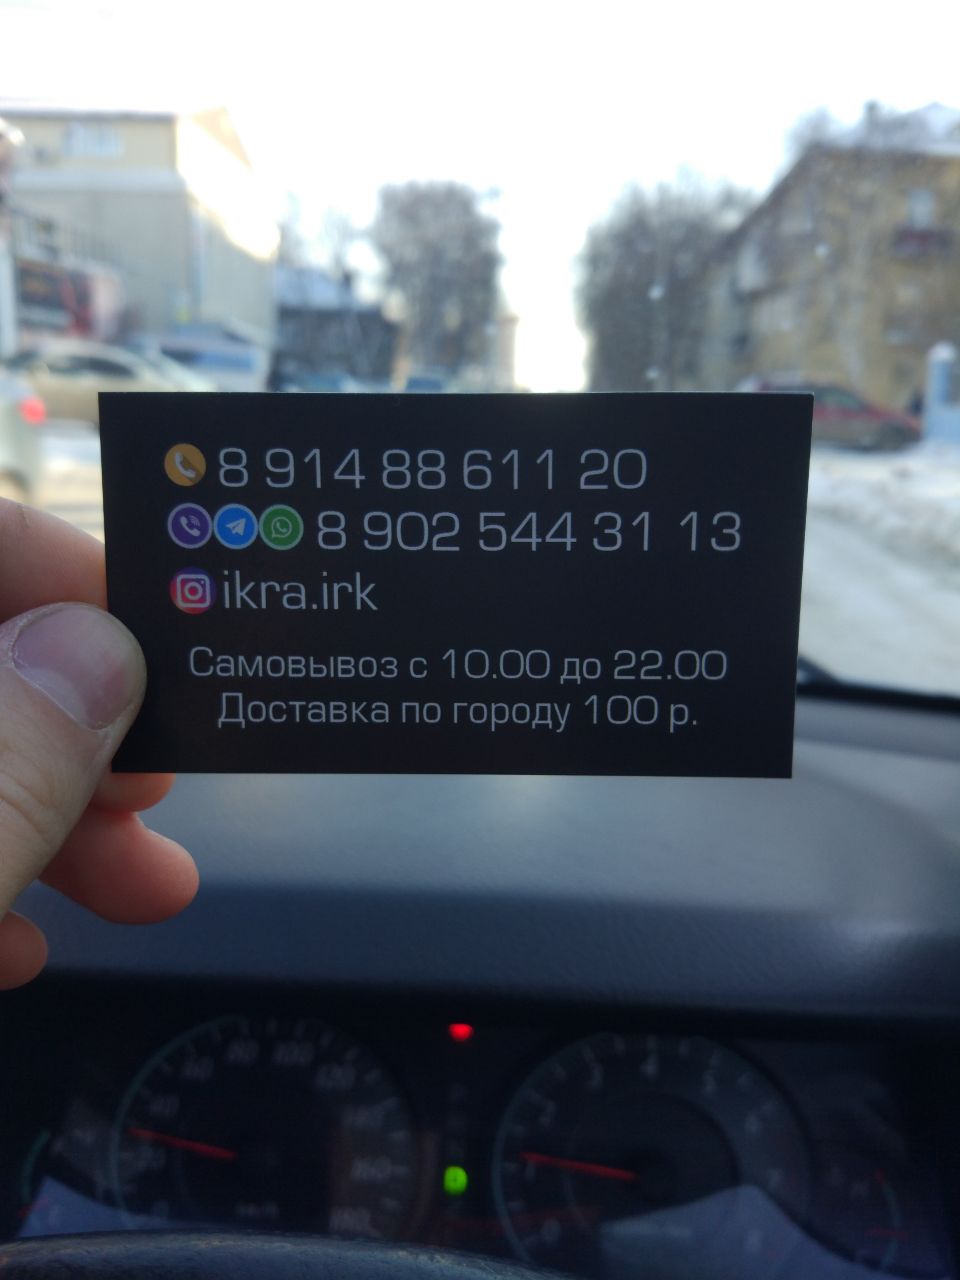 8 914 88 611 20
8 902 544 31 13
ikra.irk
Самовывоз с 10.00 до 22.00
Доставка по городу 100 р.